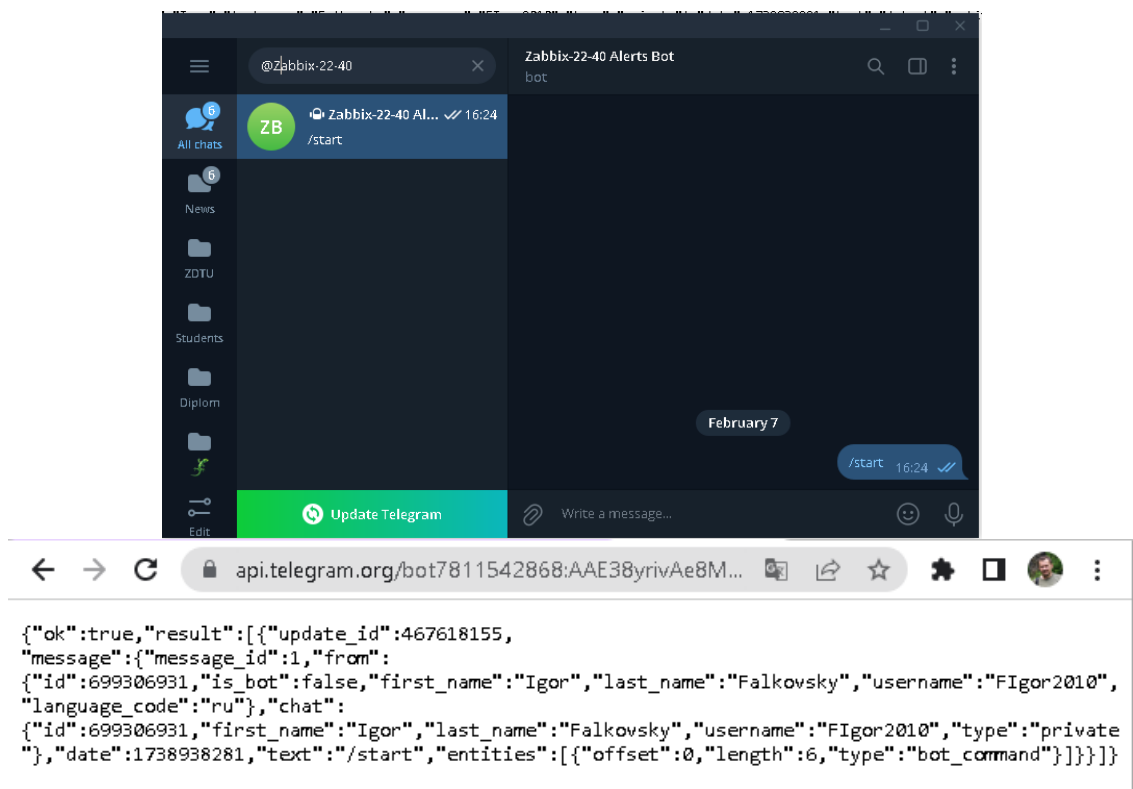 @Zabbix-22-40
Zabbix-22-40 Alerts Bot
bot
6
All chats
ZB
Zabbix-22-40 Al... 16:24
/start
6
News
ZDTU
Students
Diplom
Edit
Update Telegram
February 7
/start 16:24
Write a message...
api.telegram.org/bot7811542868:AAE38yrivAe8M...
{"ok":true,"result":[{"update_id":467618155,
"message":{"message_id":1,"from":
{"id":699306931,"is_bot":false,"first_name":"Igor","last_name":"Falkovsky","username":"FIgor2010",
"language_code":"ru"},"chat":
{"id":699306931,"first_name":"Igor","last_name":"Falkovsky","username":"FIgor2010","type":"private
"},"date":1738938281,"text":"/start","entities":[{"offset":0,"length":6,"type":"bot_command"}]}}]}